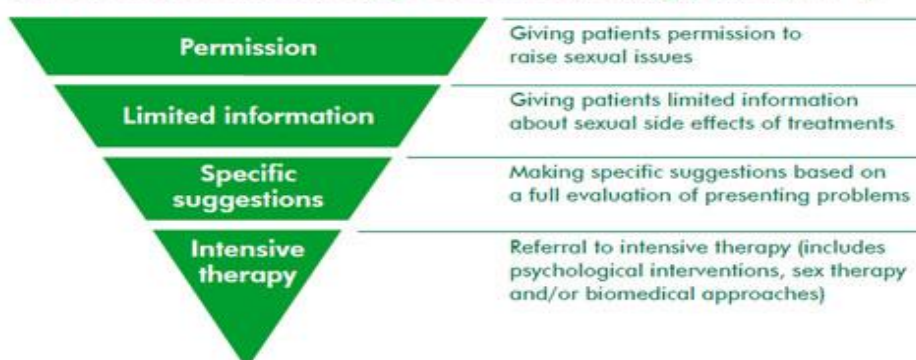 Permission
Giving patients permission to
raise sexual issues
Limited information
Giving patients limited information
about sexual side effects of treatments
Specific
suggestions
Making specific suggestions based on
a full evaluation of presenting problems
Intensive
therapy
Referral to intensive therapy (includes
psychological interventions, sex therapy
and/or biomedical approaches)